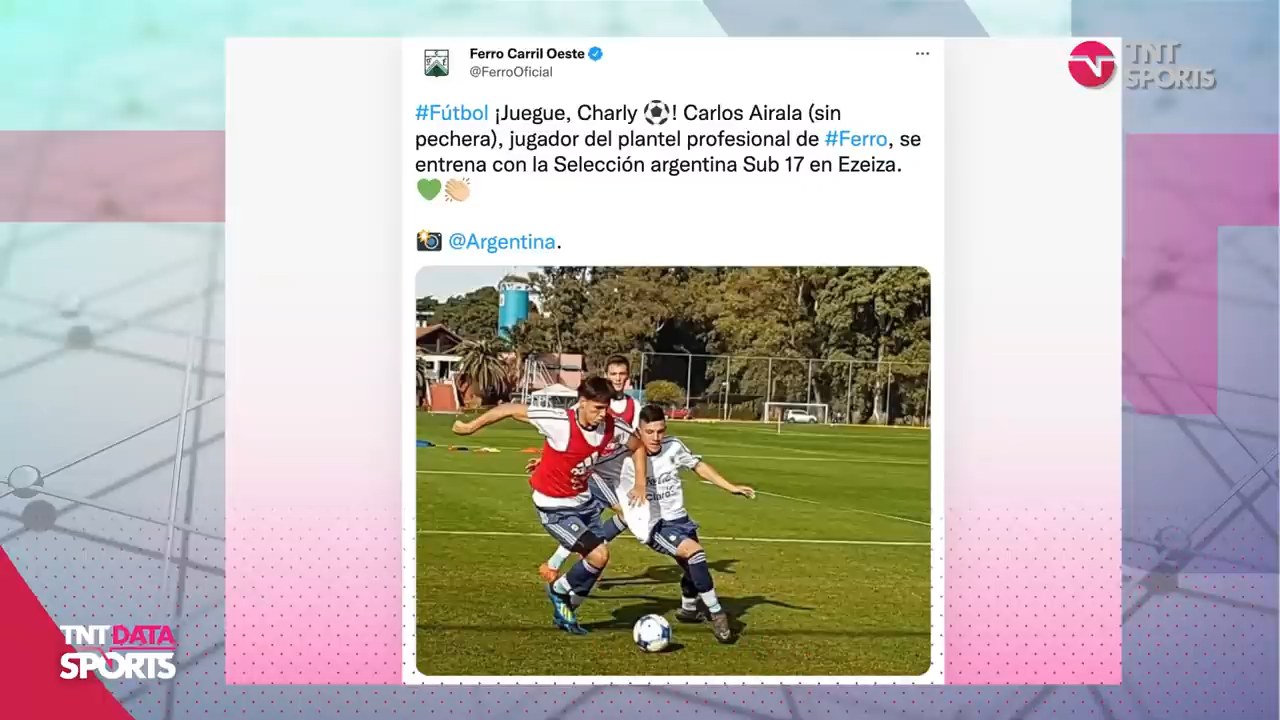 Ferro Carril Oeste
@FerroOficial
#Fútbol ¡Juegue, Charly ⚽! Carlos Airala (sin
pechera), jugador del plantel profesional de #Ferro, se
entrena con la Selección argentina Sub 17 en Ezeiza.
💚👏🏼
📸 @Argentina.
TNT
SPORTS
Claro
TNT DATA
SPORTS